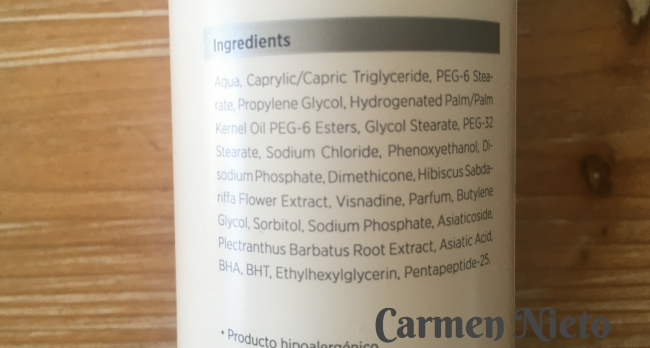 Ingredients
Aqua, Caprylic/Capric Triglyceride, PEG-6 Stea-
rate, Propylene Glycol, Hydrogenated Palm/Palm
Kernel Oil PEG-6 Esters, Glycol Stearate, PEG-32
Stearate, Sodium Chloride, Phenoxyethanol, Di-
sodium Phosphate, Dimethicone, Hibiscus Sabda-
riffa Flower Extract, Visnadine, Parfum, Butylene
Glycol, Sorbitol, Sodium Phosphate, Asiaticoside,
Plectranthus Barbatus Root Extract, Asiatic Acid,
BHA, BHT, Ethylhexylglycerin, Pentapeptide-25.
• Producto hipoalergénico
Carmen Nieto